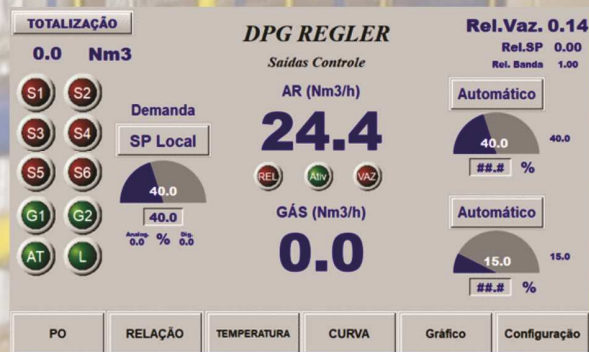 TOTALIZAÇÃO
0.0 Nm3
S1 S2
S3 S4
S5 S6
G1 G2
AT L
Demanda
SP Local
40.0
40.0
Analog. % Dig.
0.0 0.0
DPG REGLER
Saídas Controle
AR (Nm3/h)
24.4
REL Ativ VAZ
GÁS (Nm3/h)
0.0
Rel.Vaz. 0.14
Rel.SP 0.00
Rel. Banda 1.00
Automático
40.0 40.0
##.# %
Automático
15.0 15.0
##.# %
PO RELAÇÃO TEMPERATURA CURVA Gráfico Configuração